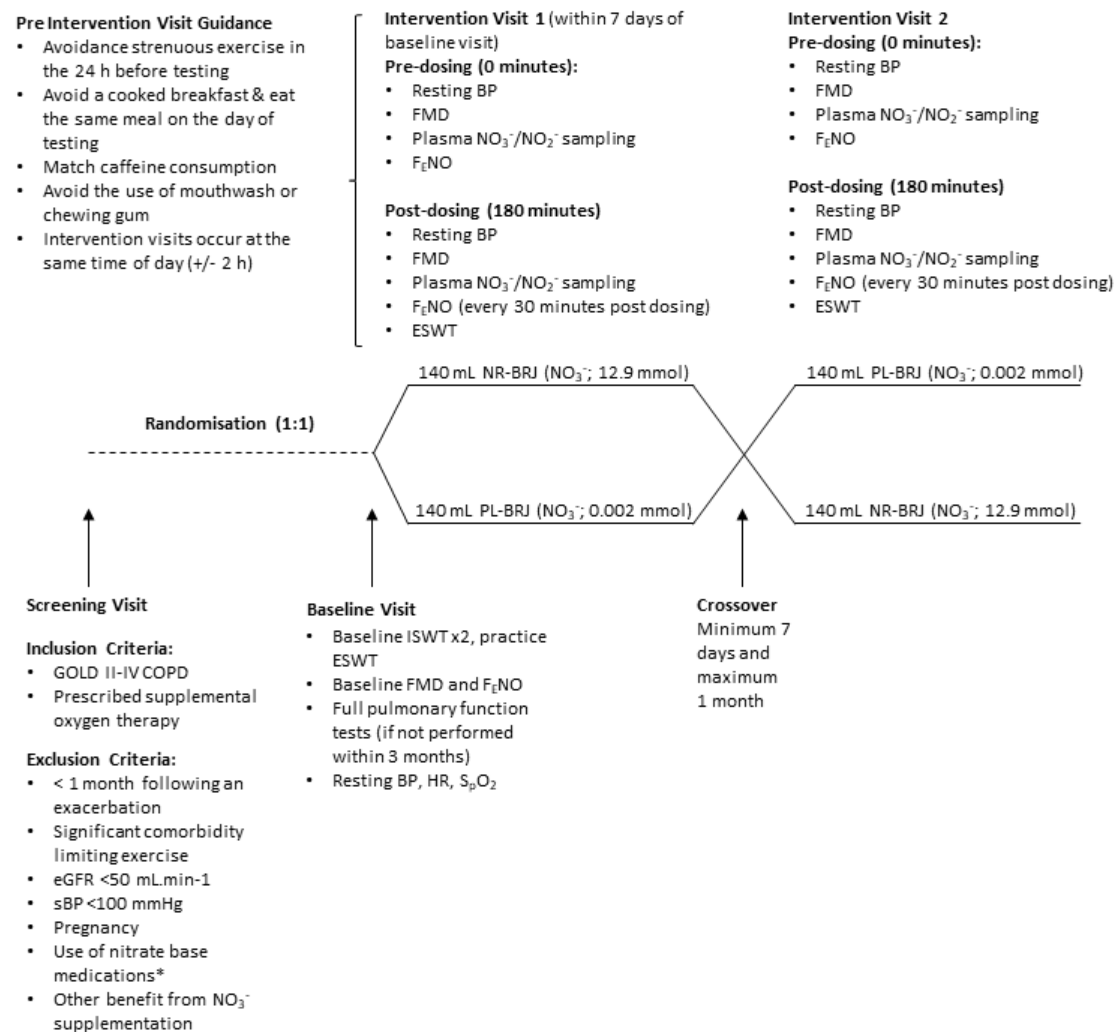 Pre Intervention Visit Guidance
• Avoidance strenuous exercise in
the 24 h before testing
• Avoid a cooked breakfast & eat
the same meal on the day of
testing
• Match caffeine consumption
• Avoid the use of mouthwash or
chewing gum
• Intervention visits occur at the
same time of day (+/- 2 h)
Intervention Visit 1 (within 7 days of
baseline visit)
Pre-dosing (0 minutes):
• Resting BP
• FMD
• Plasma NO₃⁻/NO₂⁻ sampling
• FᴇNO
Post-dosing (180 minutes)
• Resting BP
• FMD
• Plasma NO₃⁻/NO₂⁻ sampling
• FᴇNO (every 30 minutes post dosing)
• ESWT
Intervention Visit 2
Pre-dosing (0 minutes):
• Resting BP
• FMD
• Plasma NO₃⁻/NO₂⁻ sampling
• FᴇNO
Post-dosing (180 minutes)
• Resting BP
• FMD
• Plasma NO₃⁻/NO₂⁻ sampling
• FᴇNO (every 30 minutes post dosing)
• ESWT
140 mL NR-BRJ (NO₃⁻; 12.9 mmol)
140 mL PL-BRJ (NO₃⁻; 0.002 mmol)
Randomisation (1:1)
140 mL PL-BRJ (NO₃⁻; 0.002 mmol)
140 mL NR-BRJ (NO₃⁻; 12.9 mmol)
Screening Visit
Inclusion Criteria:
• GOLD II-IV COPD
• Prescribed supplemental
oxygen therapy
Exclusion Criteria:
• < 1 month following an
exacerbation
• Significant comorbidity
limiting exercise
• eGFR <50 mL.min-1
• sBP <100 mmHg
• Pregnancy
• Use of nitrate base
medications*
• Other benefit from NO₃⁻
supplementation
Baseline Visit
• Baseline ISWT x2, practice
ESWT
• Baseline FMD and FᴇNO
• Full pulmonary function
tests (if not performed
within 3 months)
• Resting BP, HR, SₚO₂
Crossover
Minimum 7
days and
maximum
1 month